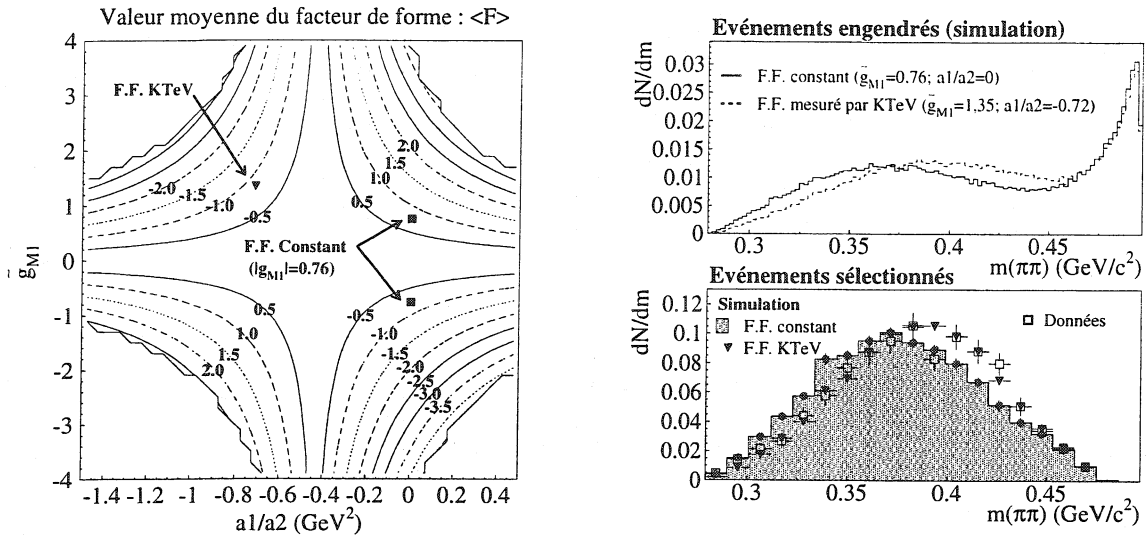 Valeur moyenne du facteur de forme : <F>
4
3
2
1
0
-1
-2
-3
-4
g̃M1
F.F. KTeV
-2.0
-1.5
-1.0
-0.5
2.0
1.5
1.0
0.5
F.F. Constant
(|gM1|=0.76)
0.5
1.0
1.5
2.0
-0.5
-1.0
-1.5
-2.0
-2.5
-3.0
-3.5
-1.4 -1.2 -1 -0.8 -0.6 -0.4 -0.2 0 0.2 0.4
a1/a2 (GeV²)
Evénements engendrés (simulation)
dN/dm
0.03
0.025
0.02
0.015
0.01
0.005
0
F.F. constant (g̃M1=0.76; a1/a2=0)
F.F. mesuré par KTeV (g̃M1=1,35; a1/a2=-0.72)
0.3 0.35 0.4 0.45
m(ππ) (GeV/c²)
Evénements sélectionnés
dN/dm
0.12
0.1
0.08
0.06
0.04
0.02
0
Simulation
F.F. constant
F.F. KTeV
Données
0.3 0.35 0.4 0.45
m(ππ) (GeV/c²)